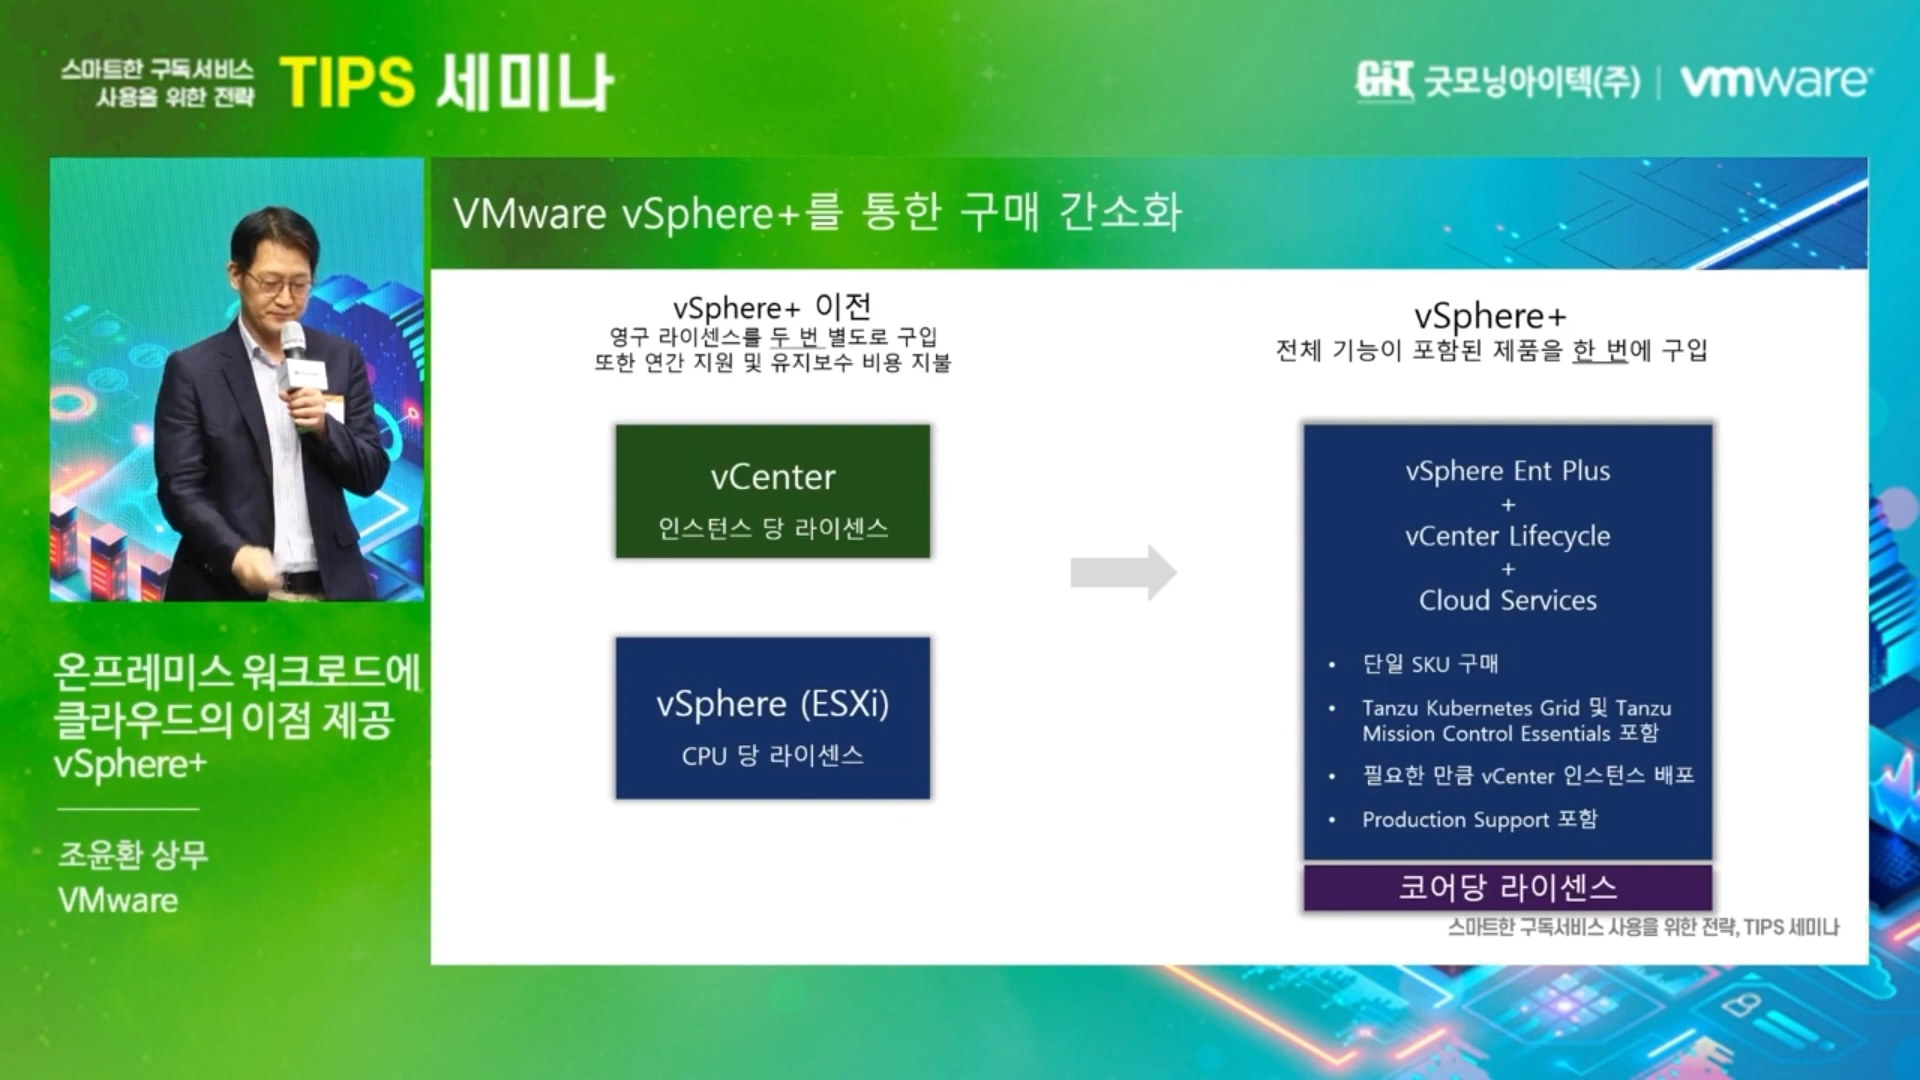 스마트한 구독서비스
사용을 위한 전략
TIPS 세미나
GiT 굿모닝아이텍(주) | vmware
VMware vSphere+를 통한 구매 간소화
vSphere+ 이전
영구 라이센스를 두 번 별도로 구입
또한 연간 지원 및 유지보수 비용 지불
vCenter
인스턴스 당 라이센스
vSphere (ESXi)
CPU 당 라이센스
vSphere+
전체 기능이 포함된 제품을 한 번에 구입
vSphere Ent Plus
+
vCenter Lifecycle
+
Cloud Services
• 단일 SKU 구매
• Tanzu Kubernetes Grid 및 Tanzu
Mission Control Essentials 포함
• 필요한 만큼 vCenter 인스턴스 배포
• Production Support 포함
코어당 라이센스
스마트한 구독서비스 사용을 위한 전략, TIPS 세미나
온프레미스 워크로드에
클라우드의 이점 제공
vSphere+
조윤환 상무
VMware